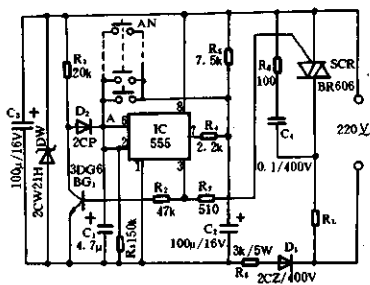 AN
R₃
20k
R₅
7.5k
R₆
100
SCR
BR606
C₃
100μ/16V
DW
2CW21H
D₂
2CP
A
6
8
IC
555
7
R₄
2.2k
C₄
0.1/400V
220V
2
1
3
3DG6
BG₁
R₂
47k
R₇
510
C₁
4.7μ
R₁150k
C₂
100μ/16V
3k/5W
R₈
D₁
2CZ/400V
R_L